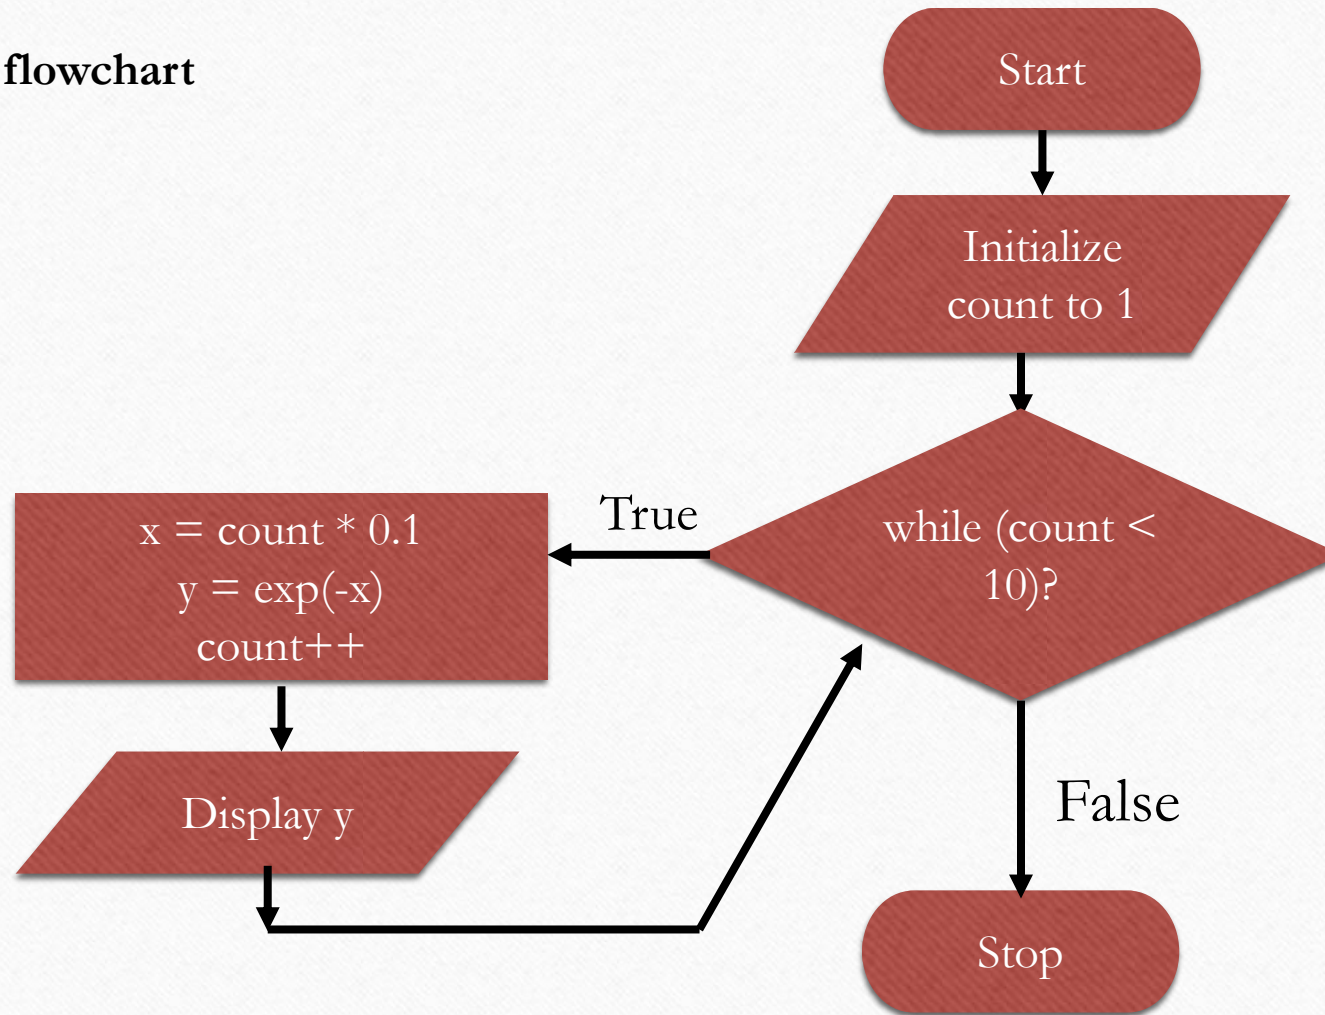 flowchart
Start
Initialize
count to 1
while (count <
10)?
True
x = count * 0.1
y = exp(-x)
count++
Display y
False
Stop